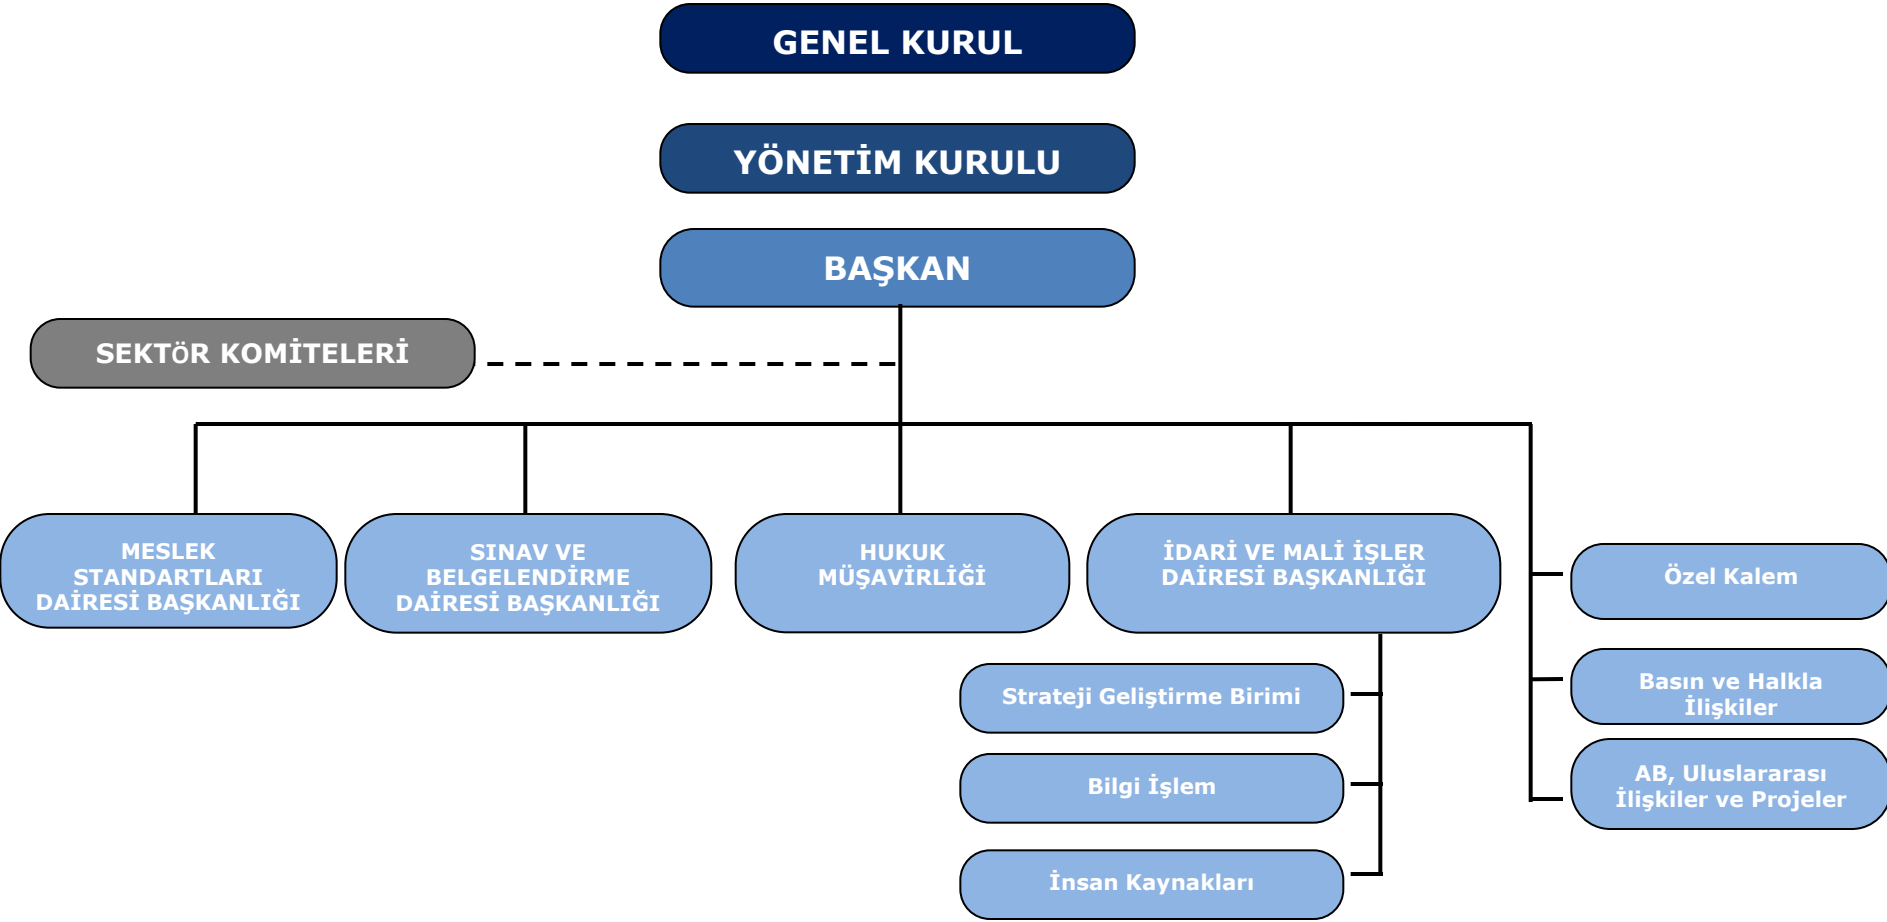 GENEL KURUL
YÖNETİM KURULU
BAŞKAN
SEKTÖR KOMİTELERİ
MESLEK
STANDARTLARI
DAİRESİ BAŞKANLIĞI
SINAV VE
BELGELENDİRME
DAİRESİ BAŞKANLIĞI
HUKUK
MÜŞAVİRLİĞİ
İDARİ VE MALİ İŞLER
DAİRESİ BAŞKANLIĞI
Özel Kalem
Basın ve Halkla
İlişkiler
AB, Uluslararası
İlişkiler ve Projeler
Strateji Geliştirme Birimi
Bilgi İşlem
İnsan Kaynakları